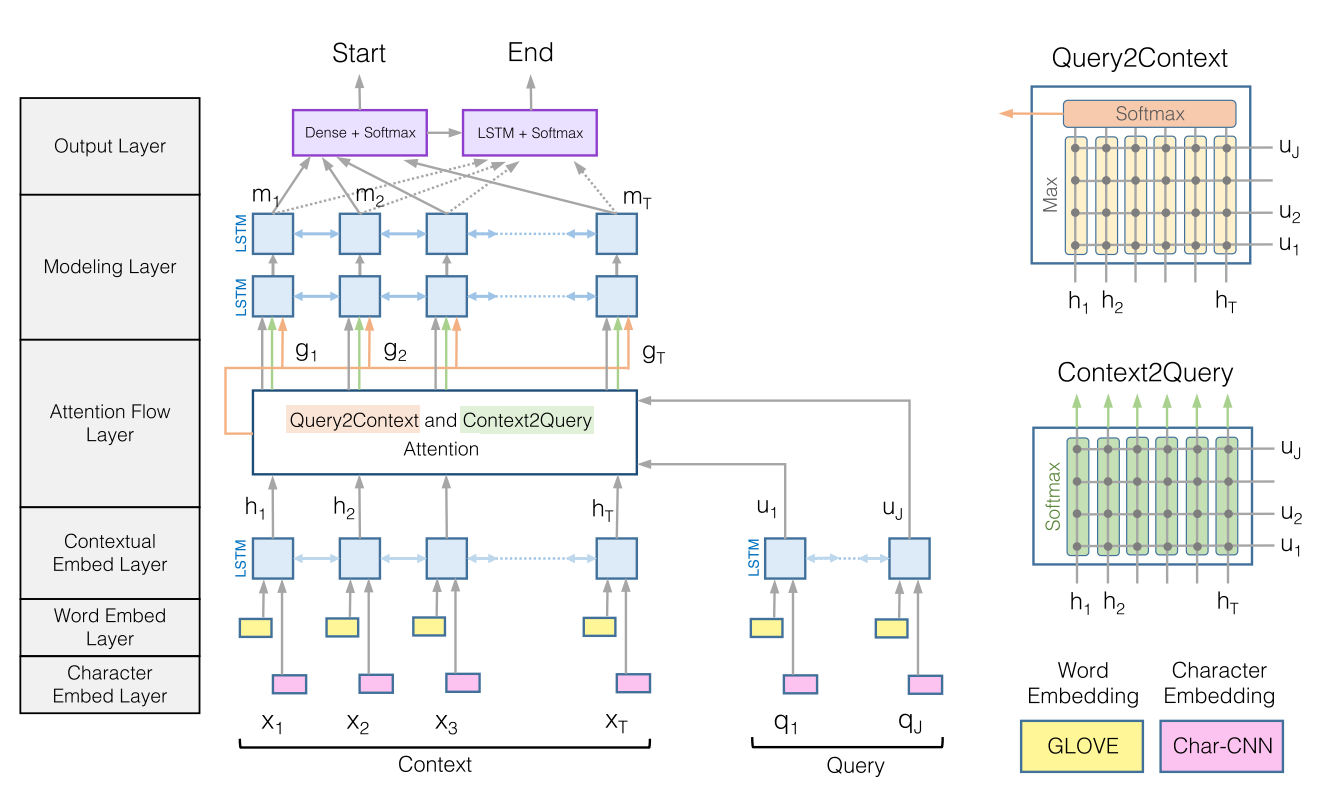 Start
End
Query2Context
Output Layer
Dense + Softmax
LSTM + Softmax
Softmax
Max
u_J
u_2
u_1
h_1 h_2 h_T
m_1 m_2 m_T
LSTM
Modeling Layer
LSTM
g_1 g_2 g_T
Attention Flow
Layer
Query2Context and Context2Query
Attention
Context2Query
Softmax
u_J
u_2
u_1
h_1 h_2 h_T
h_1 h_2 h_T
u_1 u_J
Contextual
Embed Layer
LSTM
LSTM
Word Embed
Layer
Character
Embed Layer
x_1 x_2 x_3 x_T
q_1 q_J
Context
Query
Word
Embedding
Character
Embedding
GLOVE
Char-CNN